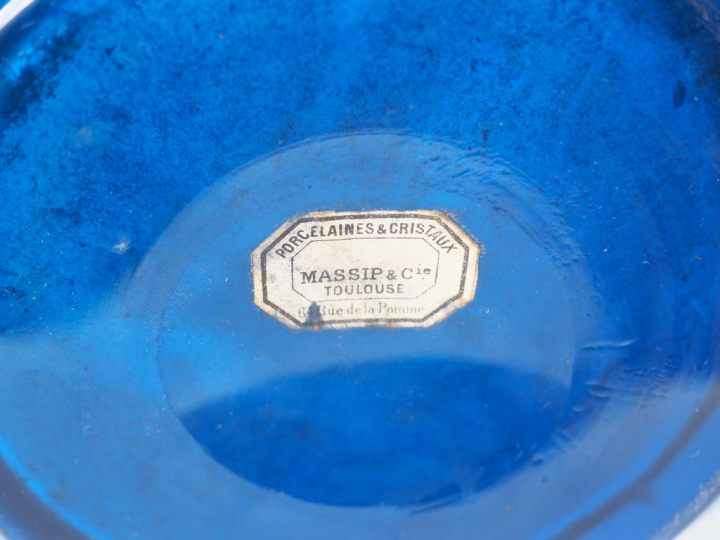 PORCELAINES & CRISTAUX
MASSIP & Cie
TOULOUSE
Rue de la Pomme